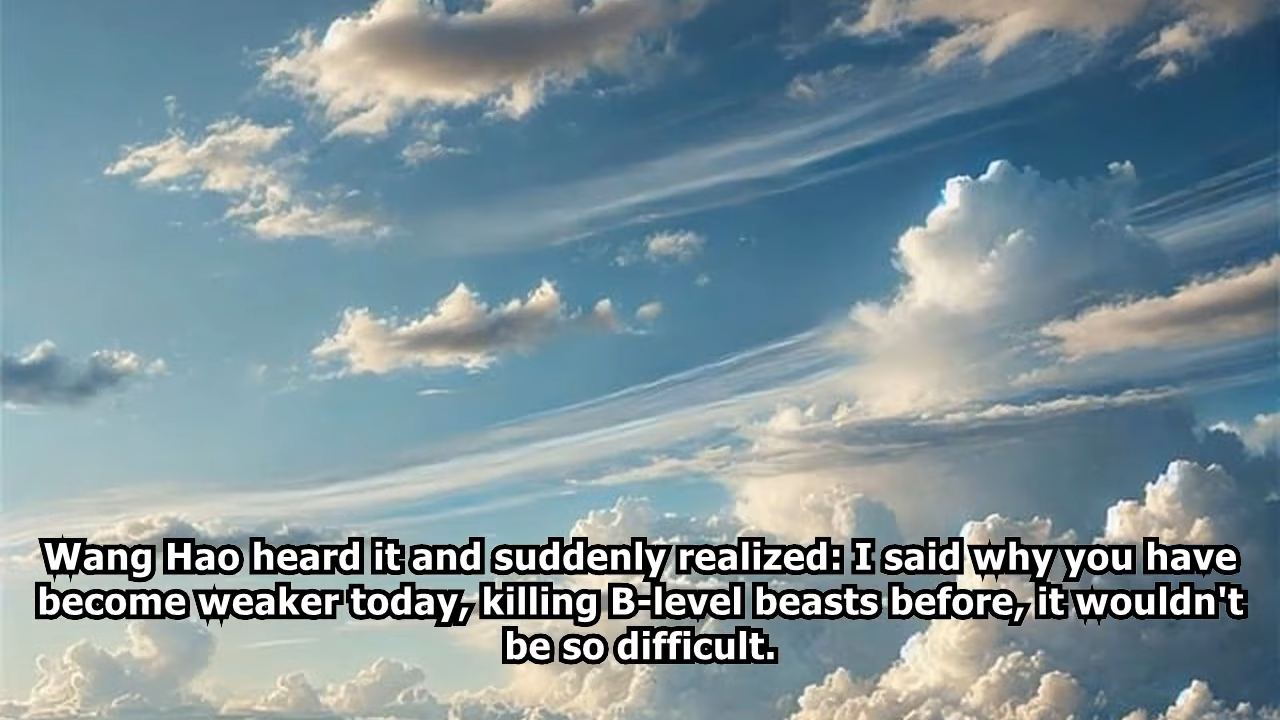 Wang Hao heard it and suddenly realized: I said why you have
become weaker today, killing B-level beasts before, it wouldn't
be so difficult.